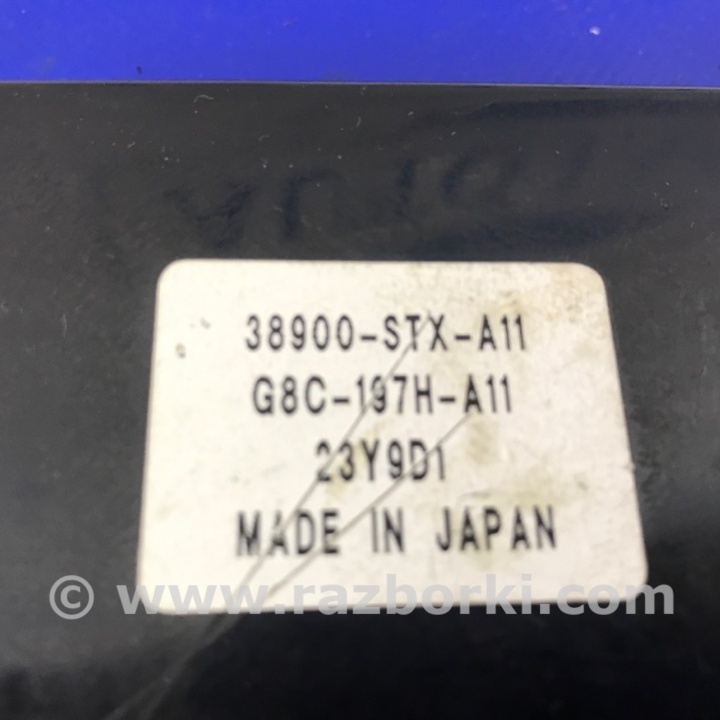 38900-STX-A11
G8C-197H-A11
23Y9D1
MADE IN JAPAN
© www.razborki.com